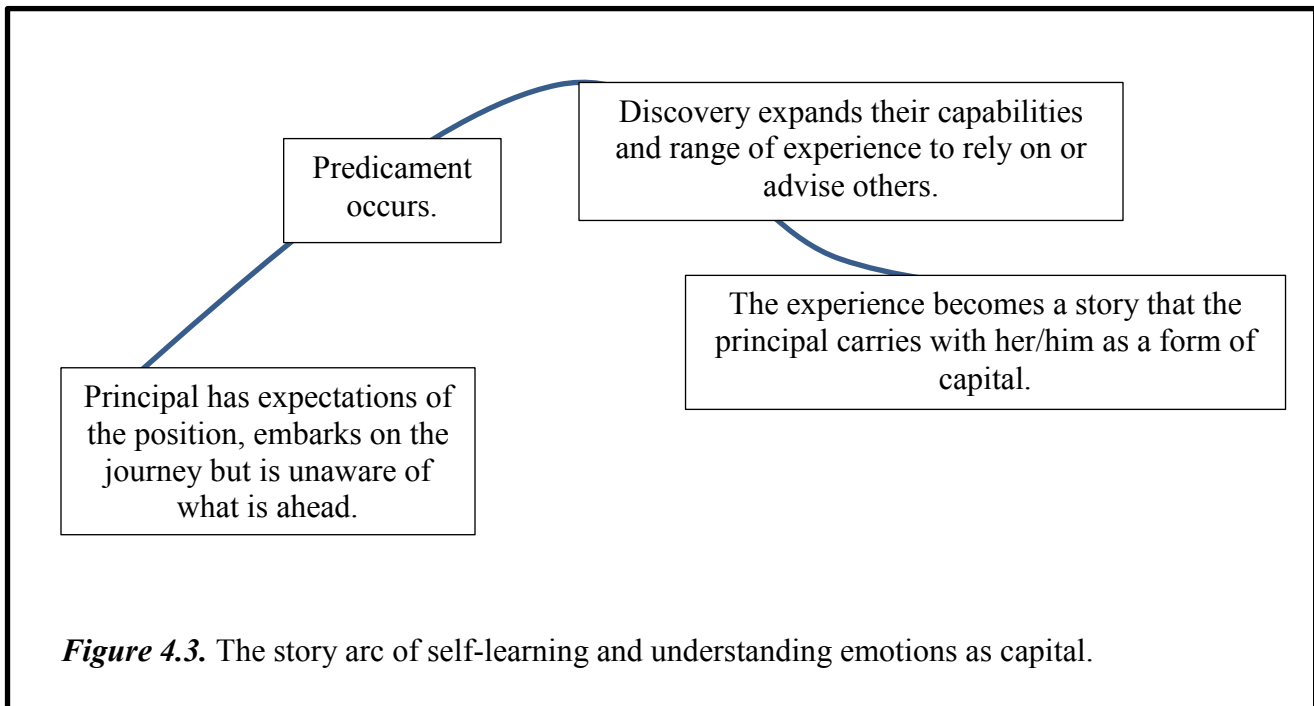 Principal has expectations of
the position, embarks on the
journey but is unaware of
what is ahead.
Predicament
occurs.
Discovery expands their capabilities
and range of experience to rely on or
advise others.
The experience becomes a story that the
principal carries with her/him as a form of
capital.
Figure 4.3. The story arc of self-learning and understanding emotions as capital.